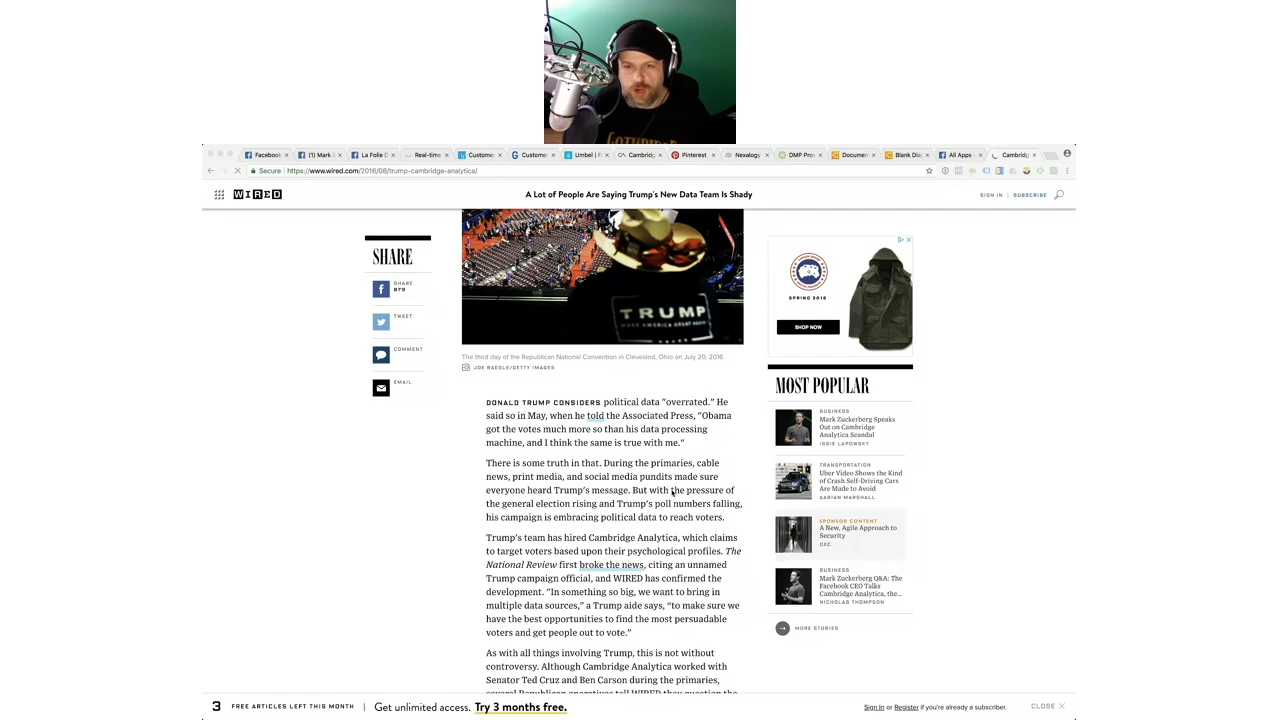 Facebook
(1) Mark Z
La Folie D
Real-time
Custome
Custome
Umbel | F
Cambridg
Pinterest
Nexalogy
DMP Pro
Documen
Blank Dia
All Apps
Cambridg
Secure
https://www.wired.com/2016/08/trump-cambridge-analytica/
WIRED
A Lot of People Are Saying Trump's New Data Team Is Shady
SIGN IN | SUBSCRIBE
SHARE
SHARE
879
TWEET
COMMENT
EMAIL
TRUMP
The third day of the Republican National Convention in Cleveland, Ohio on July 20, 2016
JOE RAEDLE/GETTY IMAGES
DONALD TRUMP CONSIDERS political data "overrated." He
said so in May, when he told the Associated Press, "Obama
got the votes much more so than his data processing
machine, and I think the same is true with me."
There is some truth in that. During the primaries, cable
news, print media, and social media pundits made sure
everyone heard Trump's message. But with the pressure of
the general election rising and Trump's poll numbers falling,
his campaign is embracing political data to reach voters.
Trump's team has hired Cambridge Analytica, which claims
to target voters based upon their psychological profiles. The
National Review first broke the news, citing an unnamed
Trump campaign official, and WIRED has confirmed the
development. "In something so big, we want to bring in
multiple data sources," a Trump aide says, "to make sure we
have the best opportunities to find the most persuadable
voters and get people out to vote."
As with all things involving Trump, this is not without
controversy. Although Cambridge Analytica worked with
Senator Ted Cruz and Ben Carson during the primaries,
several Republican operatives tell WIRED they question the
SPRING 2018
SHOP NOW
MOST POPULAR
BUSINESS
Mark Zuckerberg Speaks
Out on Cambridge
Analytica Scandal
ISSIE LAPOWSKY
TRANSPORTATION
Uber Video Shows the Kind
of Crash Self-Driving Cars
Are Made to Avoid
AARIAN MARSHALL
SPONSOR CONTENT
A New, Agile Approach to
Security
DXC
BUSINESS
Mark Zuckerberg Q&A: The
Facebook CEO Talks
Cambridge Analytica, the...
NICHOLAS THOMPSON
MORE STORIES
3 FREE ARTICLES LEFT THIS MONTH | Get unlimited access. Try 3 months free.
Sign In or Register if you're already a subscriber.
CLOSE X